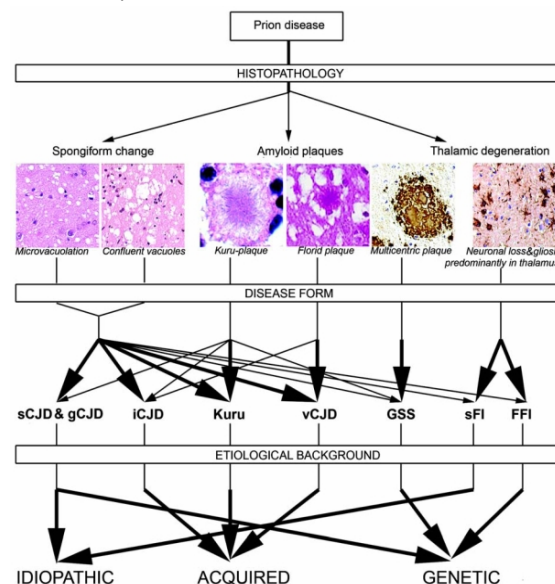 Prion disease
HISTOPATHOLOGY
Spongiform change
Amyloid plaques
Thalamic degeneration
Microvacuolation
Confluent vacuoles
Kuru-plaque
Florid plaque
Multicentric plaque
Neuronal loss&gliosis
predominantly in thalamus
DISEASE FORM
sCJD & gCJD
iCJD
Kuru
vCJD
GSS
sFI
FFI
ETIOLOGICAL BACKGROUND
IDIOPATHIC
ACQUIRED
GENETIC